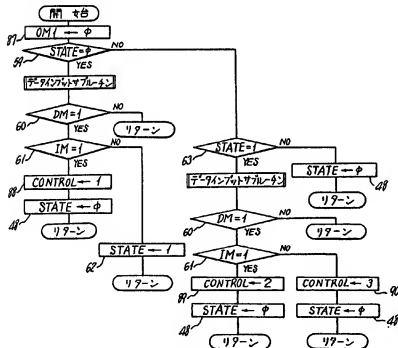 開始
87
OM1 ← φ
59
STATE=φ
NO
YES
データインプットサブルーチン
60
DM=1
NO
YES
リターン
61
IM=1
NO
YES
88
CONTROL ← 1
48
STATE ← φ
リターン
STATE ← 1
62
リターン
63
STATE=1
NO
YES
STATE ← φ
48
リターン
データインプットサブルーチン
60
DM=1
NO
YES
リターン
61
IM=1
NO
YES
CONTROL ← 2
89
STATE ← φ
48
リターン
CONTROL ← 3
90
STATE ← φ
48
リターン